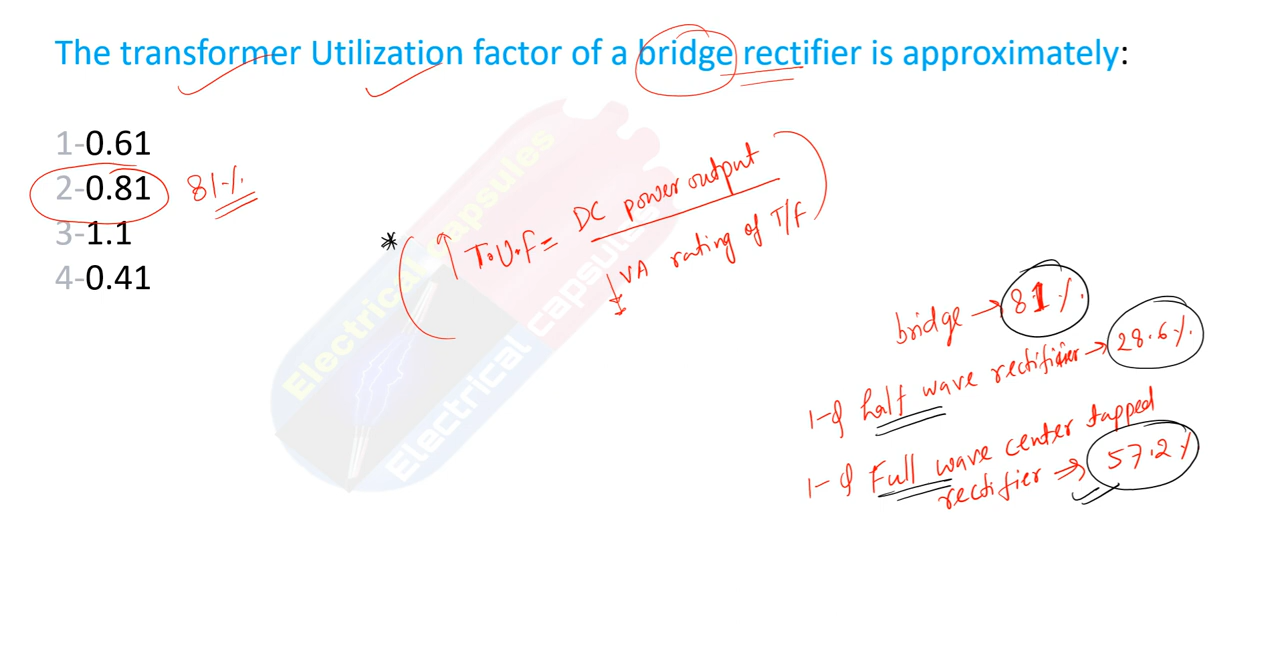 The transformer Utilization factor of a bridge rectifier is approximately:
1-0.61
2-0.81 81%
3-1.1
4-0.41
* T.U.F = DC power output
VA rating of T/F
Electrical capsules
Electrical capsules
bridge → 81%.
1-ϕ half wave rectifier → 28.6%.
1-ϕ Full wave center tapped
rectifier → 57.2%